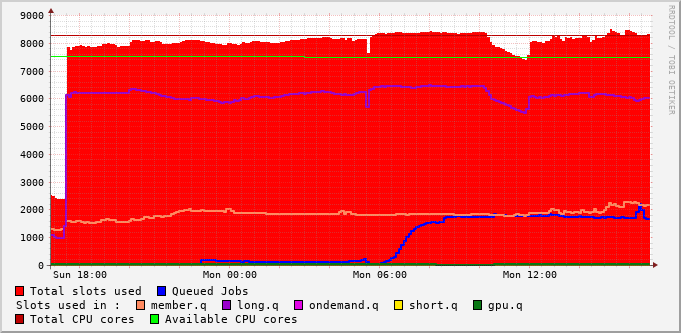 9000
8000
7000
6000
5000
4000
3000
2000
1000
0
Sun 18:00 Mon 00:00 Mon 06:00 Mon 12:00
Total slots used Queued Jobs
Slots used in : member.q long.q ondemand.q short.q gpu.q
Total CPU cores Available CPU cores
RRDTOOL / TOBI OETIKER